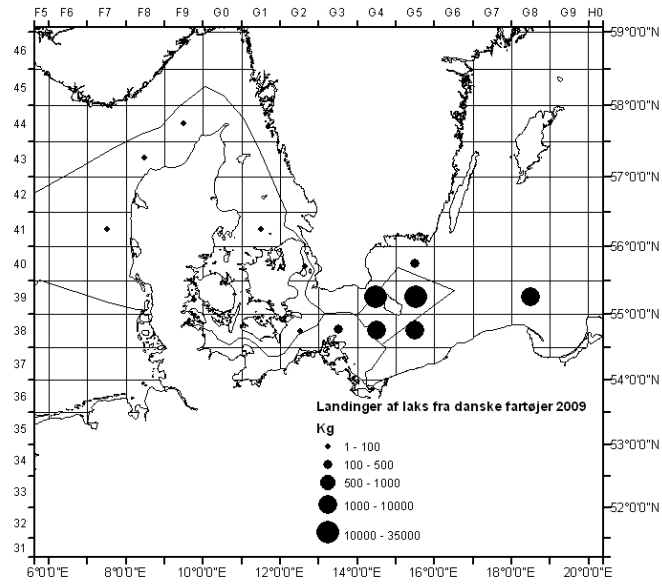 F5 F6 F7 F8 F9 G0 G1 G2 G3 G4 G5 G6 G7 G8 G9 H0
46
45
44
43
42
41
40
39
38
37
36
35
34
33
32
31
59°0'0"N
58°0'0"N
57°0'0"N
56°0'0"N
55°0'0"N
54°0'0"N
53°0'0"N
52°0'0"N
Landinger af laks fra danske fartøjer 2009
Kg
1 - 100
100 - 500
500 - 1000
1000 - 10000
10000 - 35000
6°0'0"E 8°0'0"E 10°0'0"E 12°0'0"E 14°0'0"E 16°0'0"E 18°0'0"E 20°0'0"E